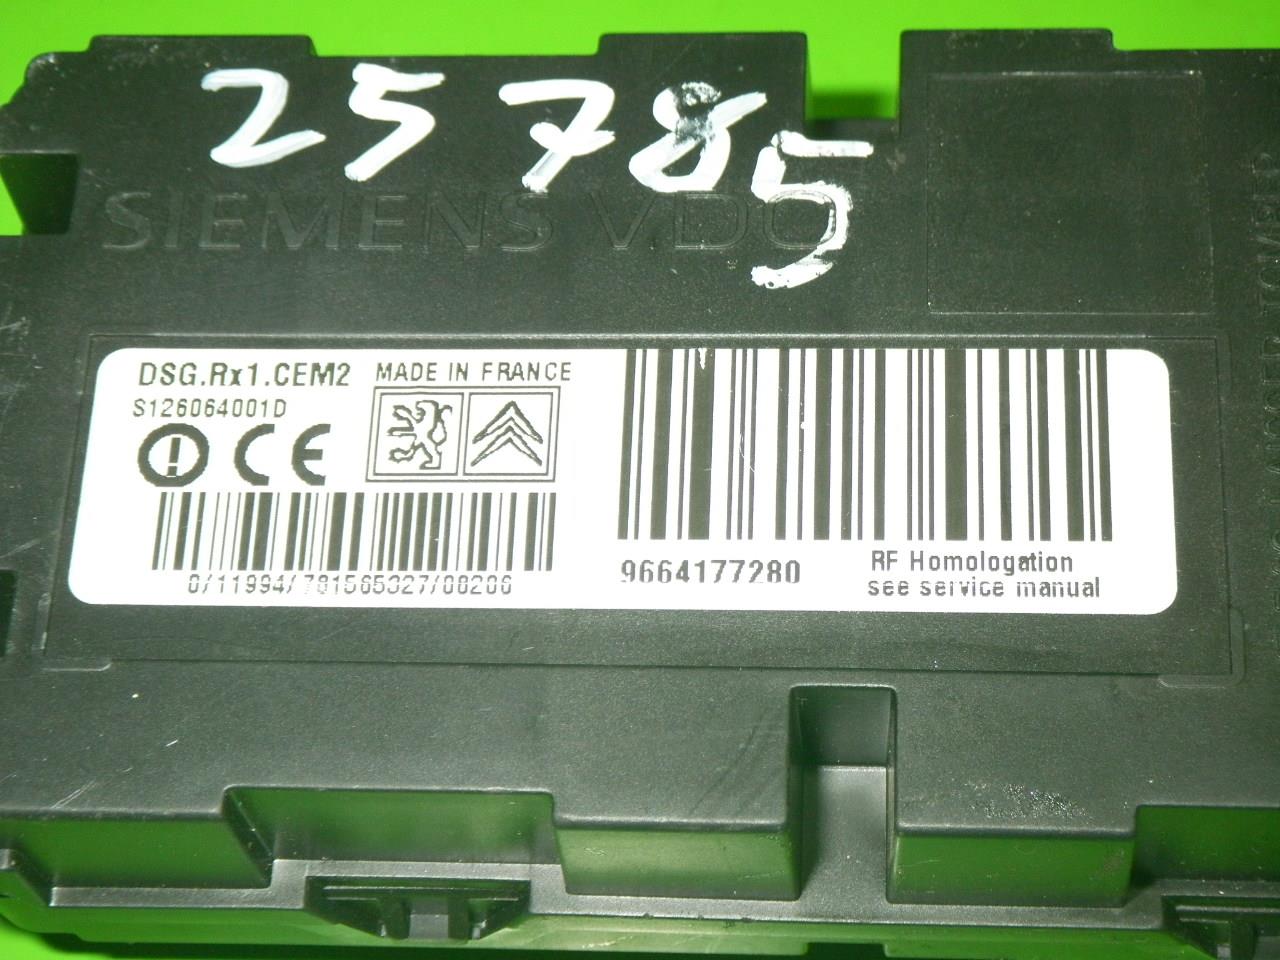 25785
SIEMENS VDO
DSG.Rx1.CEM2
MADE IN FRANCE
S126064001D
CE
0/11994/781565327/08206
9664177280
RF Homologation
see service manual